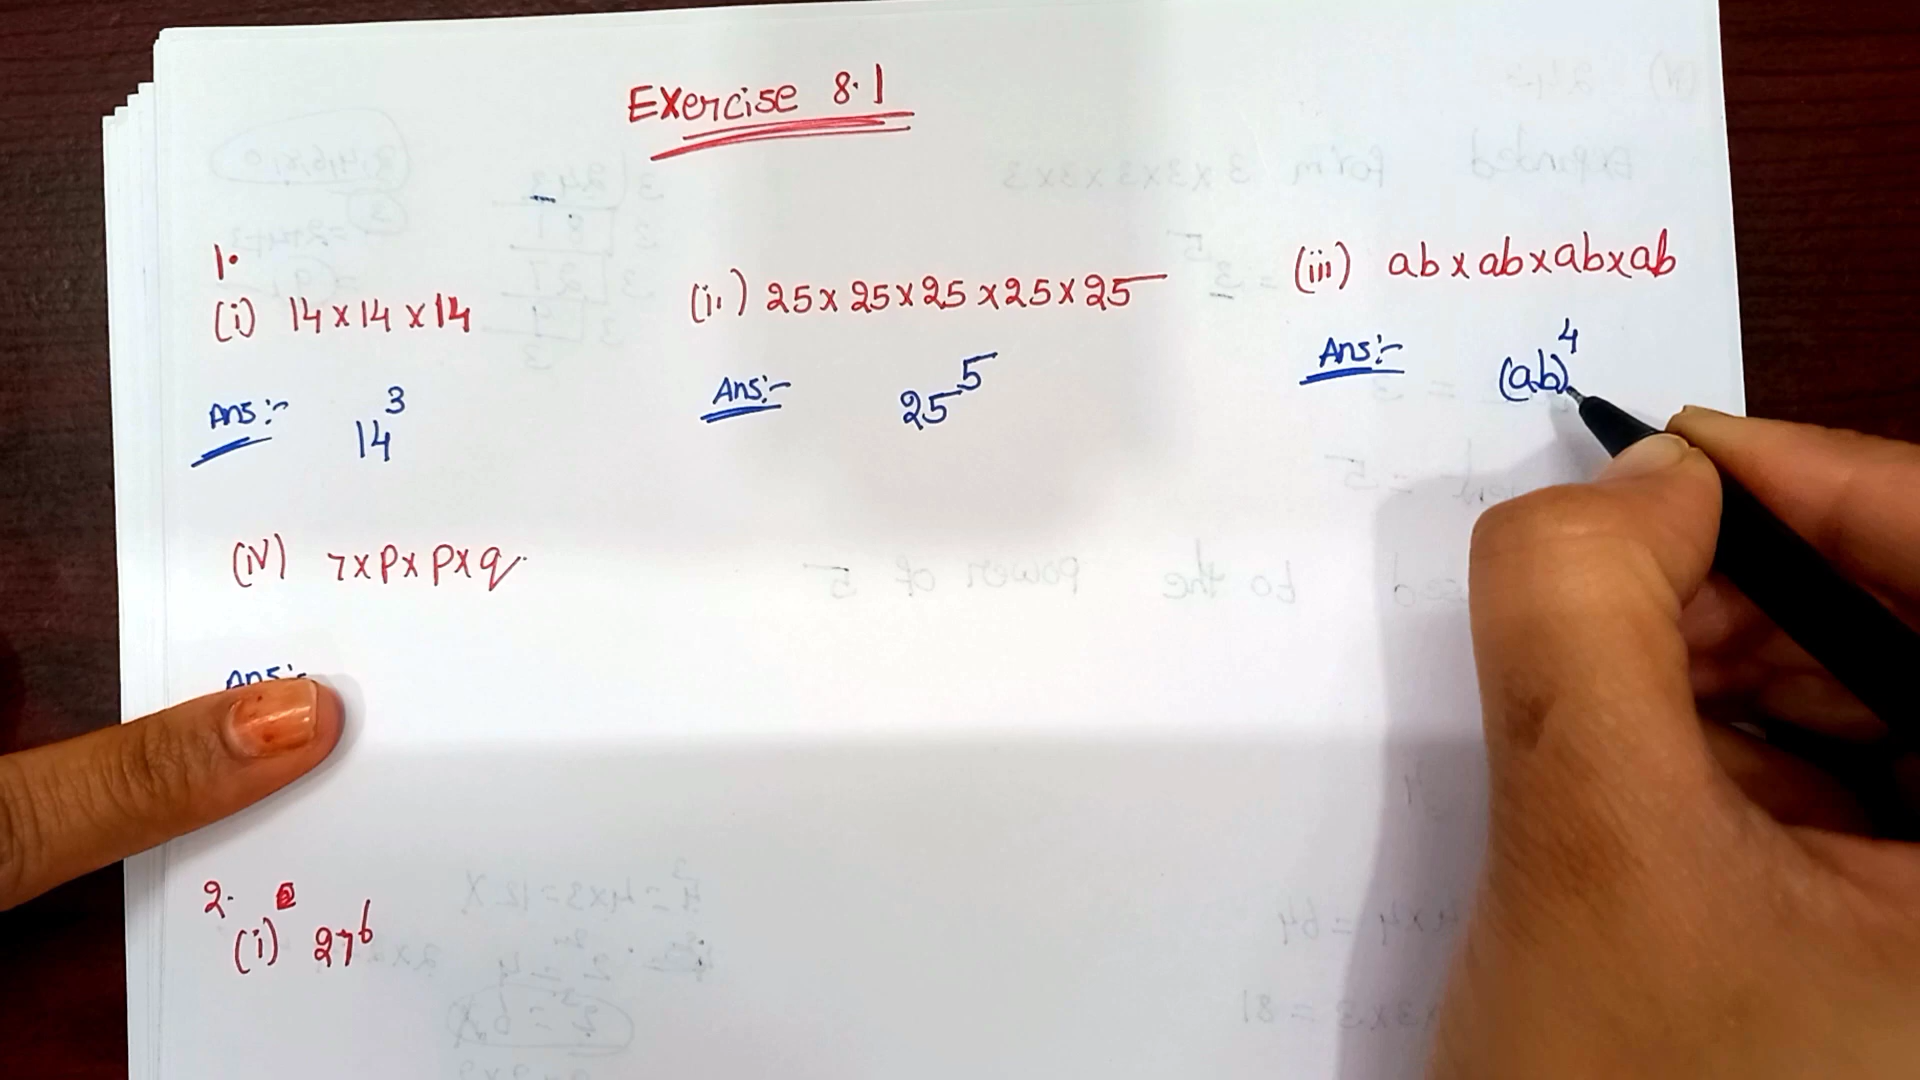 Exercise 8.1
1.
(i) 14 x 14 x 14
(ii) 25 x 25 x 25 x 25 x 25
(iii) ab x ab x ab x ab
Ans:- 14³
Ans:- 25⁵
Ans:- (ab)⁴
(iv) 7 x p x p x q
Ans:-
2.
(i) 27⁶